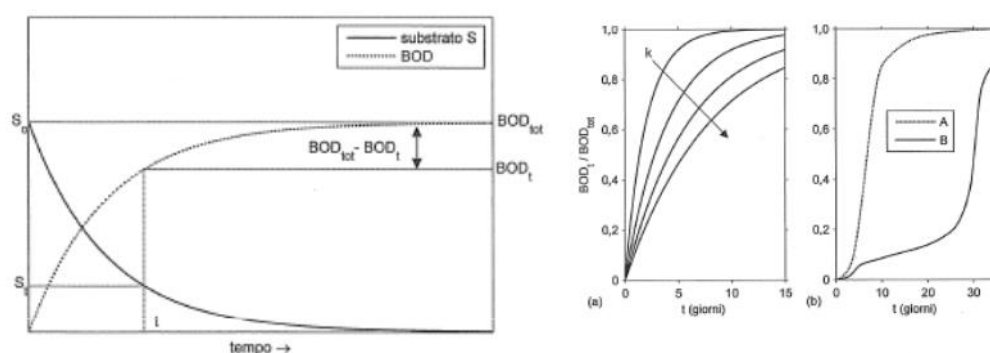 substrato S
BOD
S₀
BODtot
BODtot - BODt
BODt
St
t
tempo →
BODt / BODtot
1,0
0,8
0,6
0,4
0,2
0,0
k
0
5
10
15
(a)
t (giorni)
1,0
0,8
0,6
0,4
0,2
0,0
A
B
0
10
20
30
(b)
t (giorni)